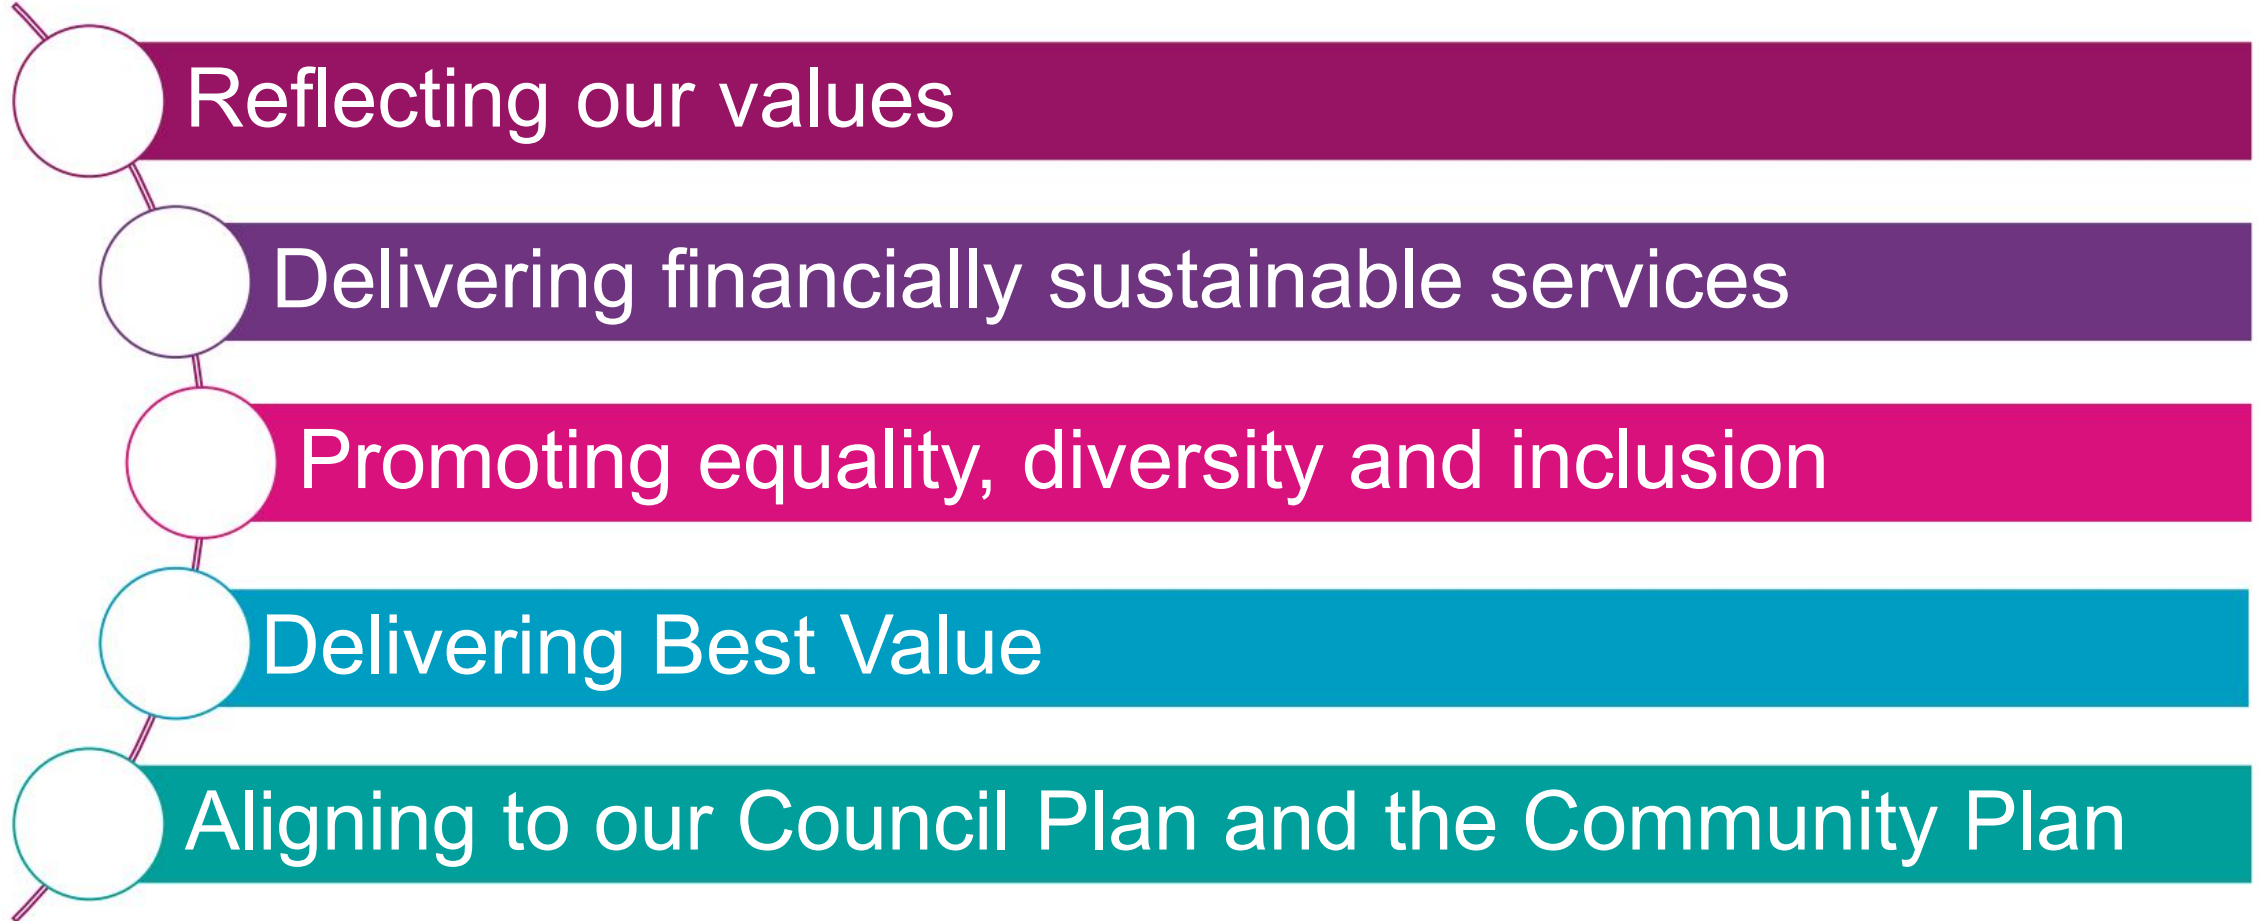 Reflecting our values
Delivering financially sustainable services
Promoting equality, diversity and inclusion
Delivering Best Value
Aligning to our Council Plan and the Community Plan